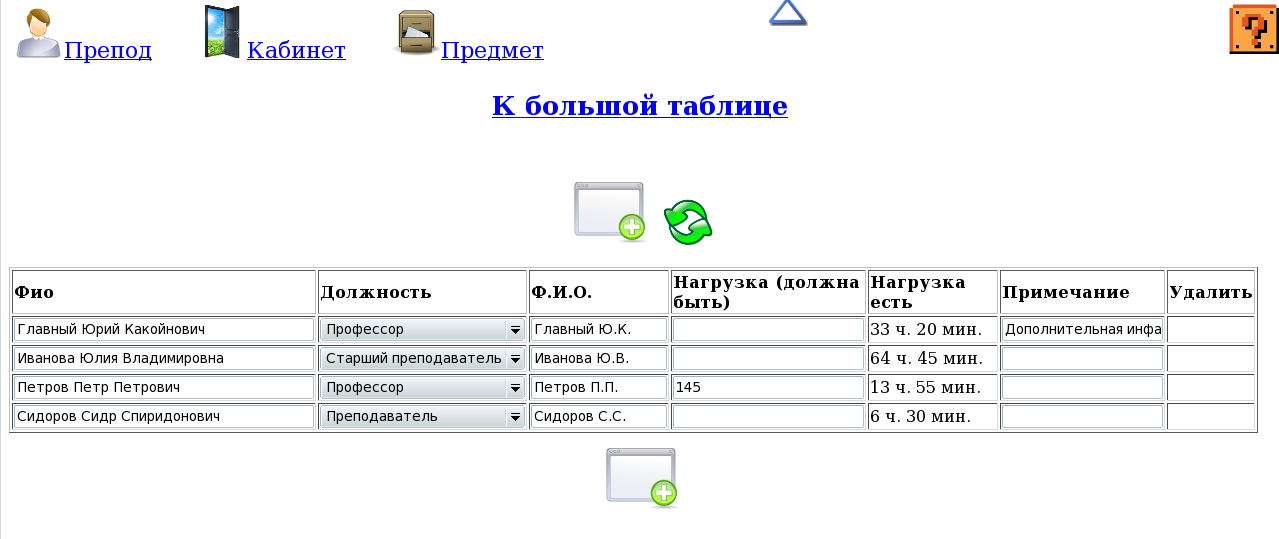 Препод Кабинет Предмет
К большой таблице
Фио Должность Ф.И.О. Нагрузка (должна быть) Нагрузка есть Примечание Удалить
Главный Юрий Какойнович Профессор Главный Ю.К. 33 ч. 20 мин. Дополнительная инфа
Иванова Юлия Владимировна Старший преподаватель Иванова Ю.В. 64 ч. 45 мин.
Петров Петр Петрович Профессор Петров П.П. 145 13 ч. 55 мин.
Сидоров Сидр Спиридонович Преподаватель Сидоров С.С. 6 ч. 30 мин.